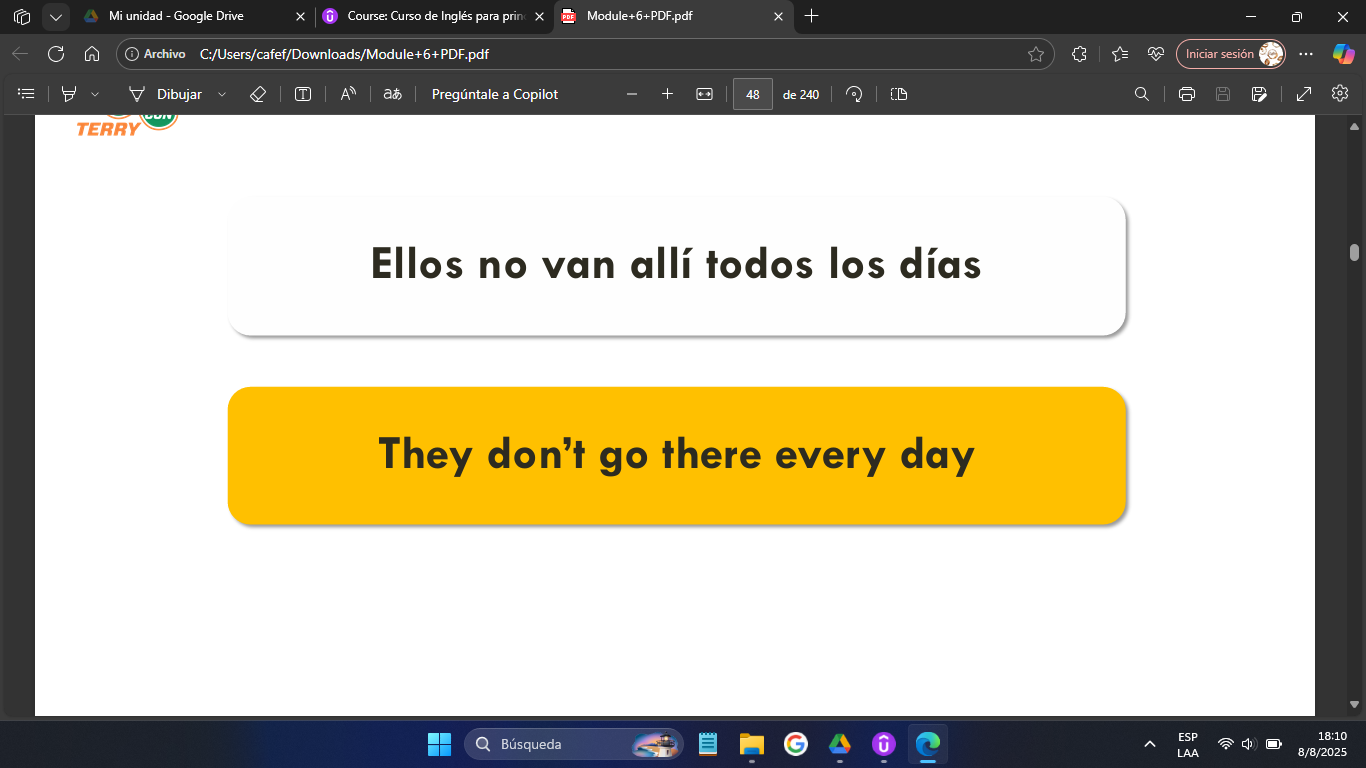 Mi unidad - Google Drive
Course: Curso de Inglés para prin
Module+6+PDF.pdf
Archivo
C:/Users/cafef/Downloads/Module+6+PDF.pdf
Iniciar sesión
Dibujar
Pregúntale a Copilot
48
de 240
TERRY
Ellos no van allí todos los días
They don’t go there every day
Búsqueda
ESP
LAA
18:10
8/8/2025